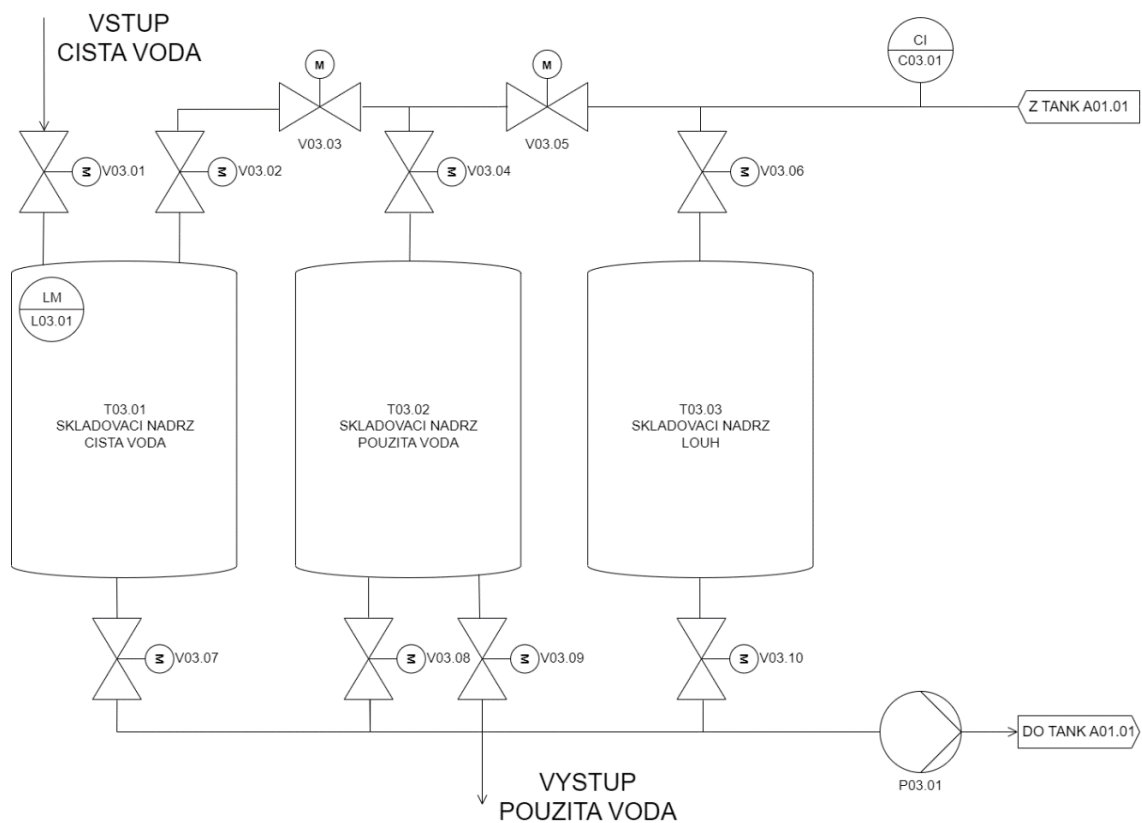 VSTUP
CISTA VODA
CI
C03.01
M
M
Z TANK A01.01
V03.03
V03.05
M
V03.01
M
V03.02
M
V03.04
M
V03.06
LM
L03.01
T03.01
SKLADOVACI NADRZ
CISTA VODA
T03.02
SKLADOVACI NADRZ
POUZITA VODA
T03.03
SKLADOVACI NADRZ
LOUH
M
V03.07
M
V03.08
M
V03.09
M
V03.10
DO TANK A01.01
P03.01
VYSTUP
POUZITA VODA